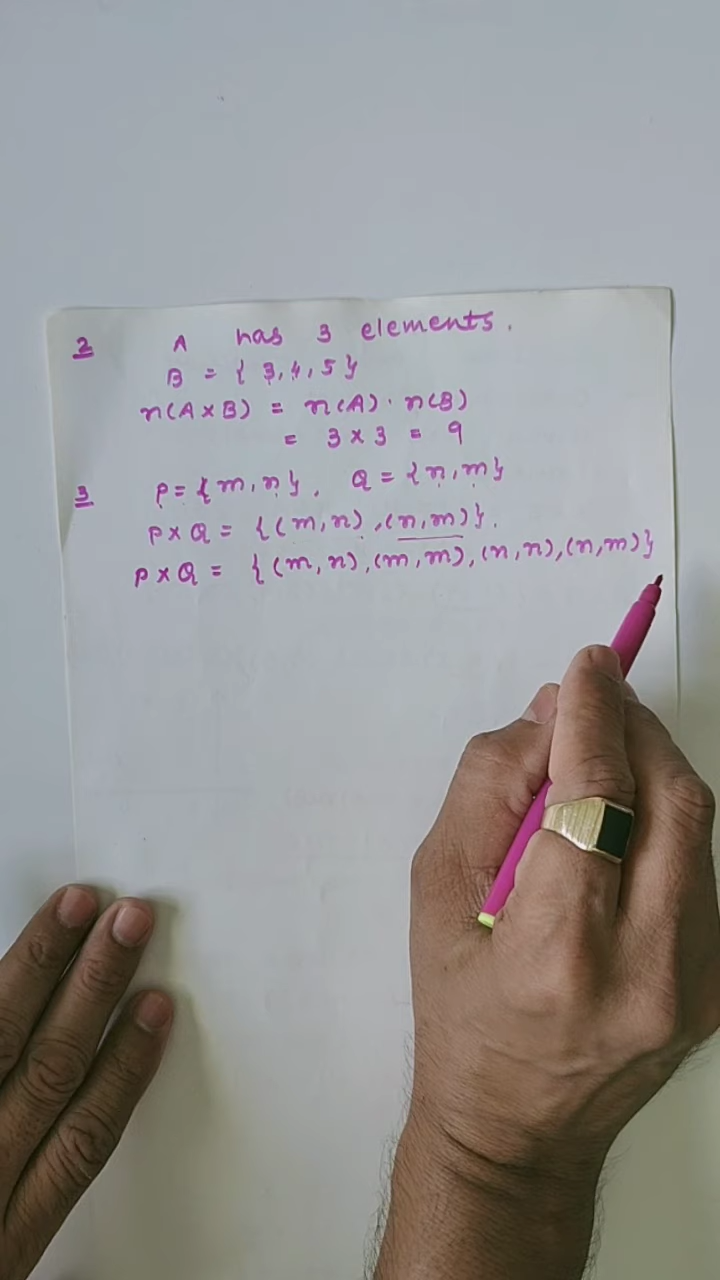 2 A has 3 elements.
B = { 3, 4, 5 }
n(A × B) = n(A) · n(B)
= 3 × 3 = 9
3 P = { m, n }, Q = { n, m }
P × Q = { (m, n), (n, m) }.
P × Q = { (m, n), (m, m), (n, n), (n, m) }